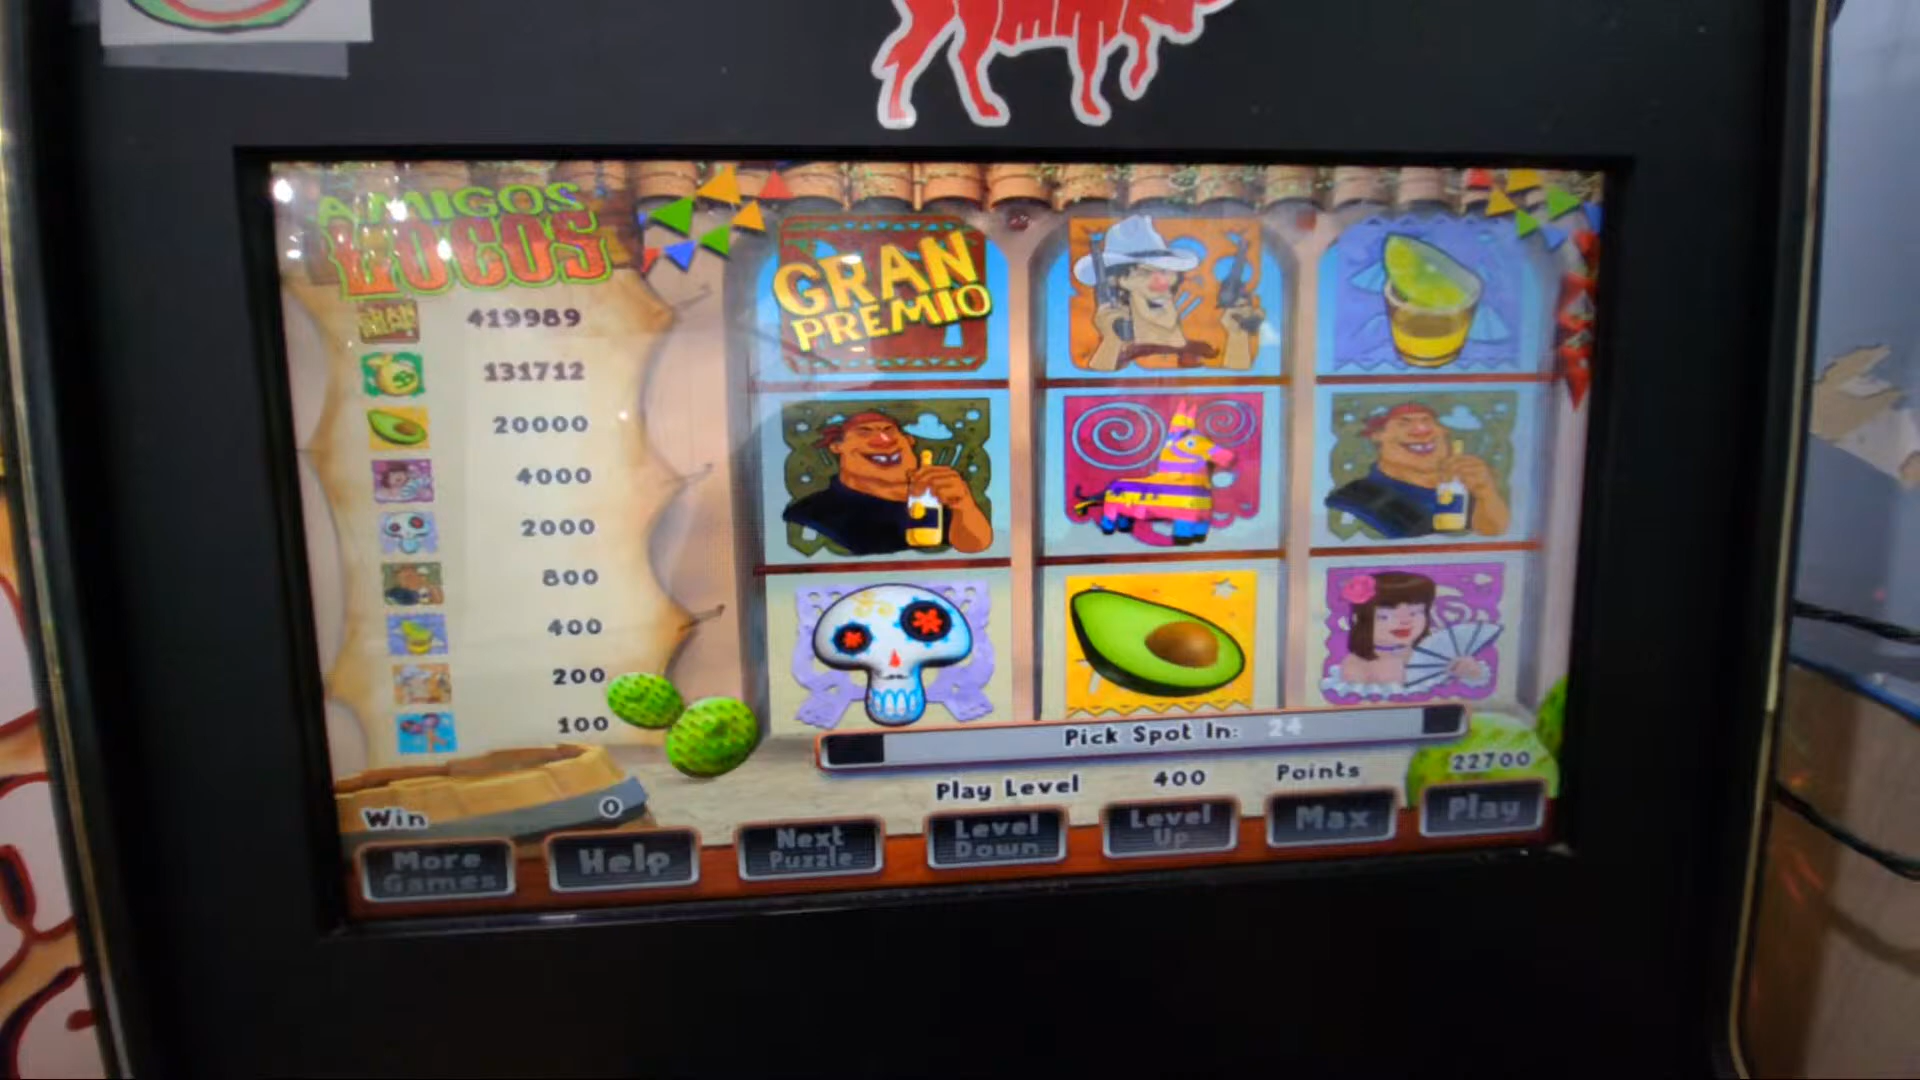 AMIGOS
LOCOS
GRAN
PREMIO
419989
131712
20000
4000
2000
800
400
200
100
Pick Spot In: 24
Play Level 400 Points 22700
Win 0
More
Games
Help
Next
Puzzle
Level
Down
Level
Up
Max
Play